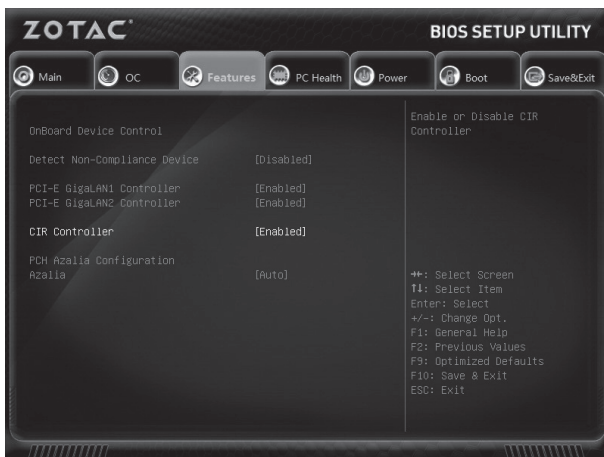 ZOTAC
BIOS SETUP UTILITY
Main OC Features PC Health Power Boot Save&Exit
OnBoard Device Control
Detect Non-Compliance Device [Disabled]
PCI-E GigaLAN1 Controller [Enabled]
PCI-E GigaLAN2 Controller [Enabled]
CIR Controller [Enabled]
PCH Azalia Configuration
Azalia [Auto]
Enable or Disable CIR
Controller
→←: Select Screen
↑↓: Select Item
Enter: Select
+/-: Change Opt.
F1: General Help
F2: Previous Values
F9: Optimized Defaults
F10: Save & Exit
ESC: Exit